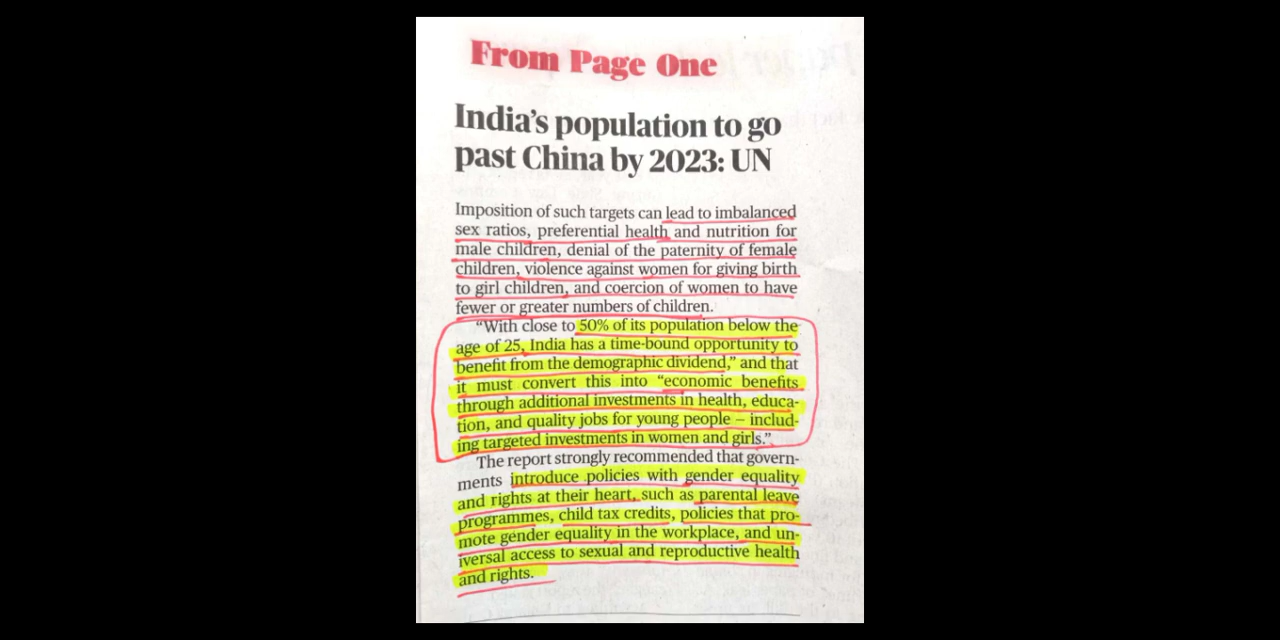 From Page One
India's population to go
past China by 2023: UN
Imposition of such targets can lead to imbalanced
sex ratios, preferential health and nutrition for
male children, denial of the paternity of female
children, violence against women for giving birth
to girl children, and coercion of women to have
fewer or greater numbers of children.
"With close to 50% of its population below the
age of 25, India has a time-bound opportunity to
benefit from the demographic dividend," and that
it must convert this into "economic benefits
through additional investments in health, educa-
tion, and quality jobs for young people – includ-
ing targeted investments in women and girls."
The report strongly recommended that govern-
ments introduce policies with gender equality
and rights at their heart, such as parental leave
programmes, child tax credits, policies that pro-
mote gender equality in the workplace, and un-
iversal access to sexual and reproductive health
and rights.